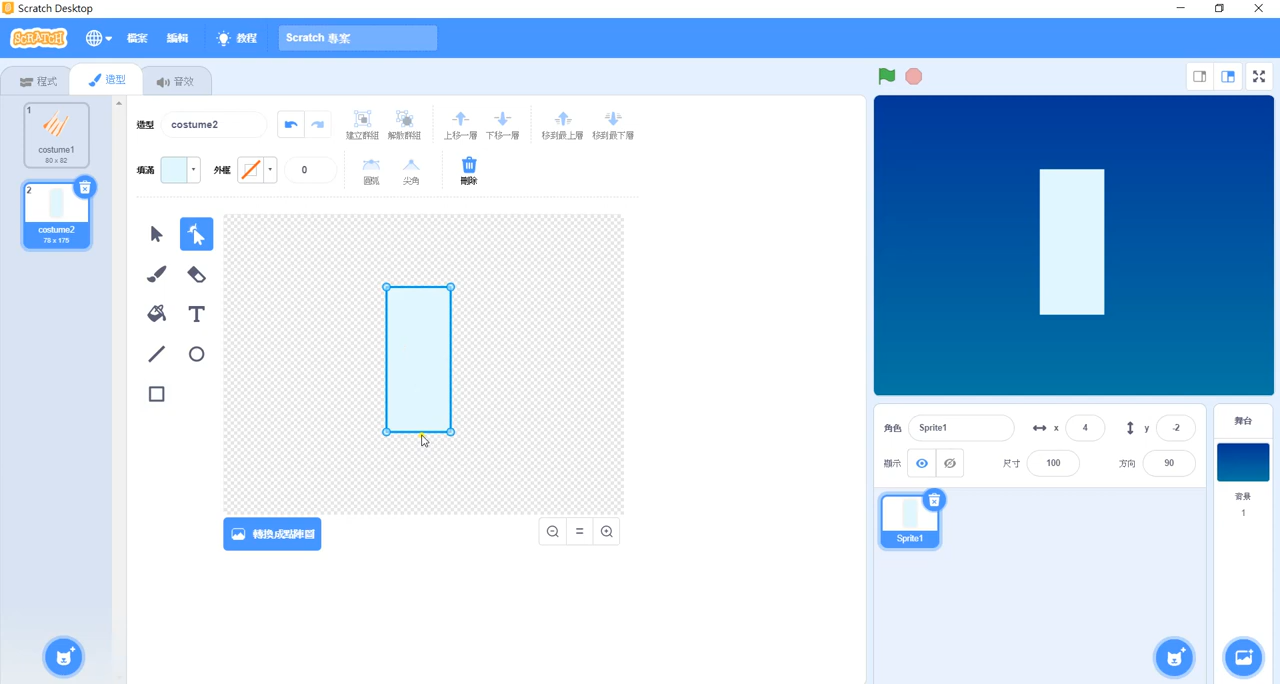 Scratch Desktop
SCRATCH 檔案 編輯 教程 Scratch 專案
程式 造型 音效
1
costume1
80 x 82
2
costume2
78 x 175
造型 costume2 建立群組 解散群組 上移一層 下移一層 移到最上層 移到最下層
填滿 外框 0 圓弧 尖角 刪除
T
轉換成點陣圖
角色 Sprite1 x 4 y -2
顯示 尺寸 100 方向 90
Sprite1
舞台
背景
1